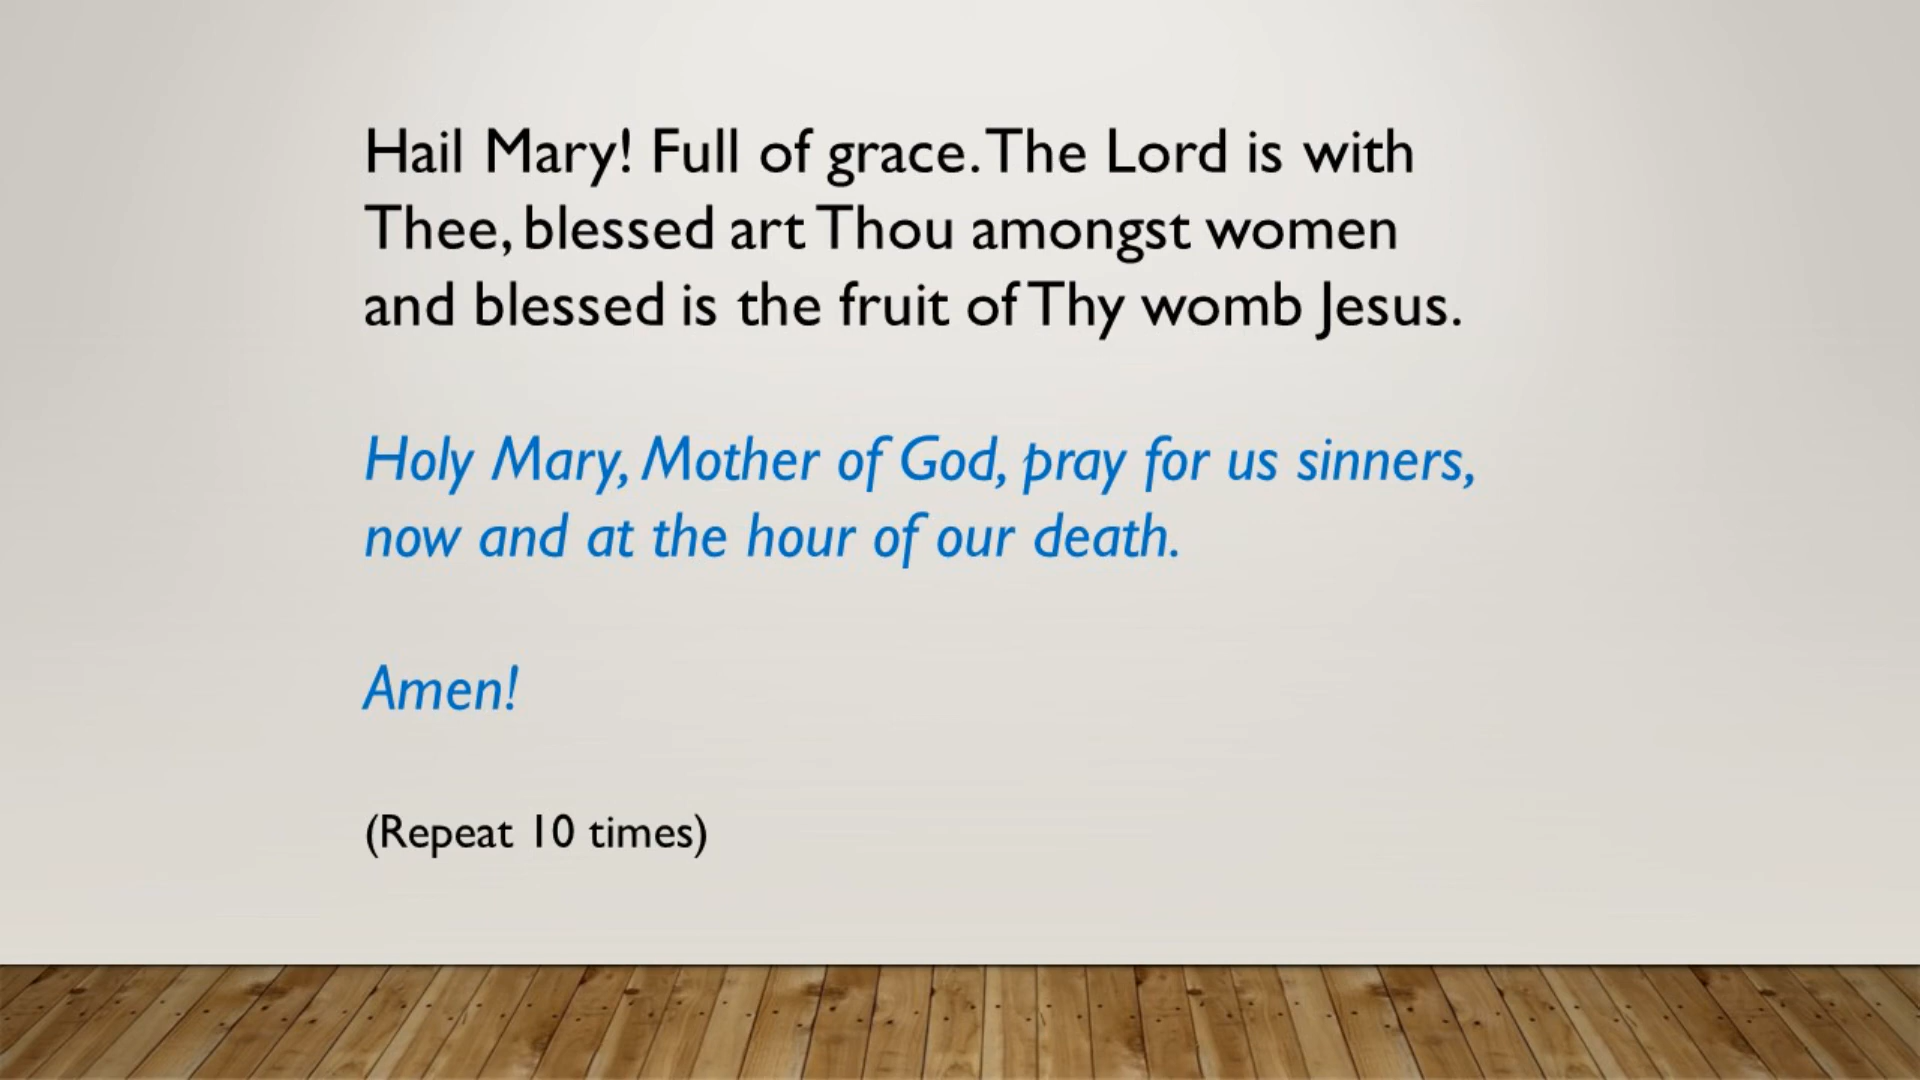 Hail Mary! Full of grace. The Lord is with
Thee, blessed art Thou amongst women
and blessed is the fruit of Thy womb Jesus.
Holy Mary, Mother of God, pray for us sinners,
now and at the hour of our death.
Amen!
(Repeat 10 times)